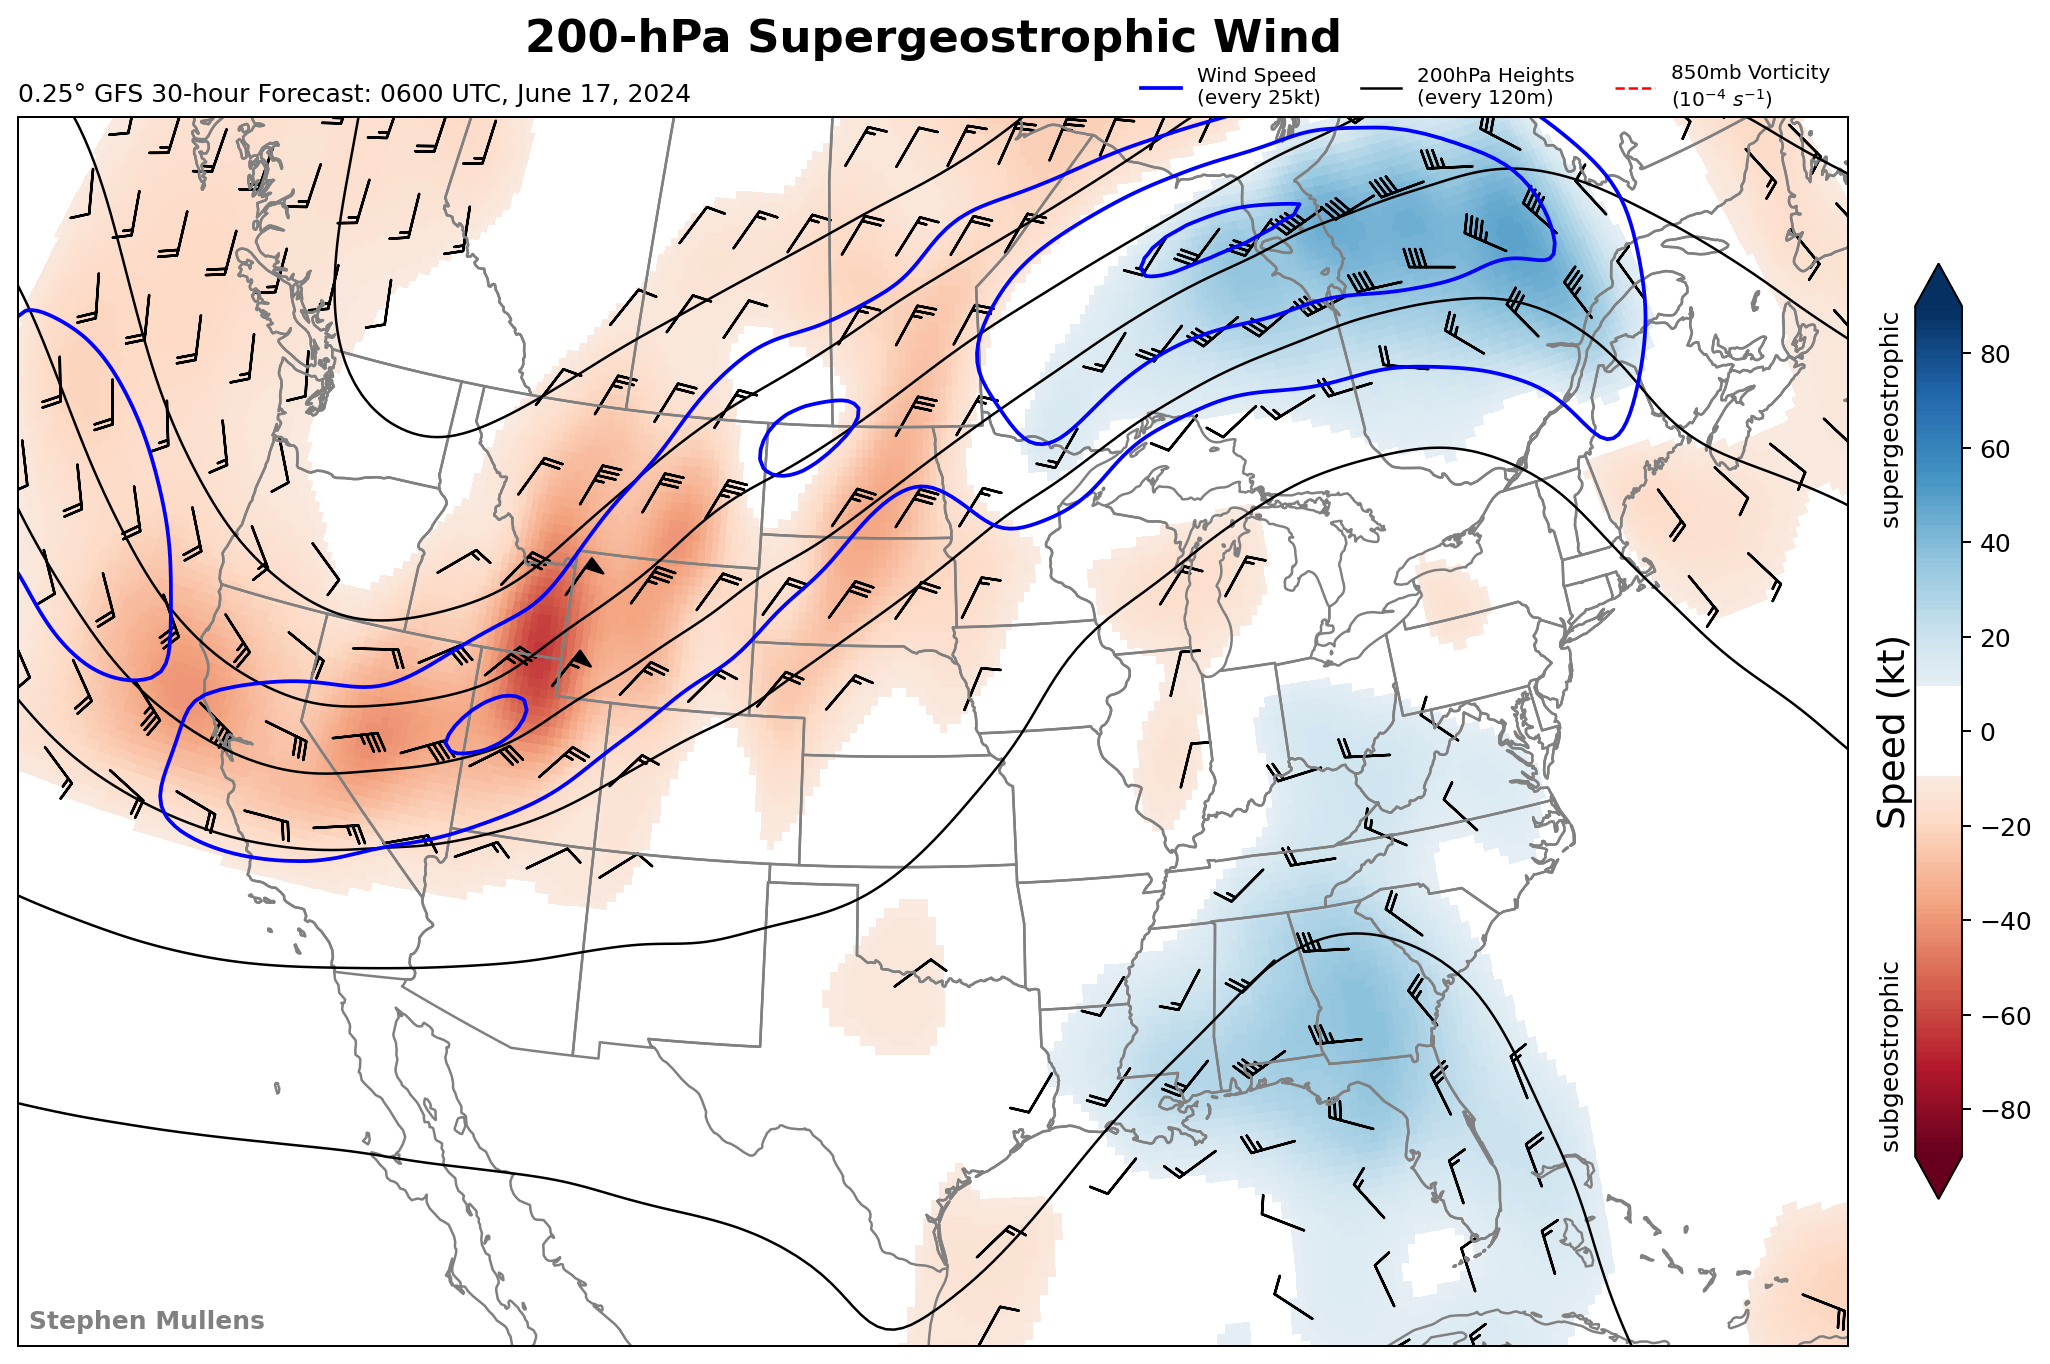 200-hPa Supergeostrophic Wind
0.25° GFS 30-hour Forecast: 0600 UTC, June 17, 2024
Wind Speed
(every 25kt)
200hPa Heights
(every 120m)
850mb Vorticity
(10⁻⁴ s⁻¹)
supergeostrophic
Speed (kt)
subgeostrophic
80
60
40
20
0
−20
−40
−60
−80
Stephen Mullens